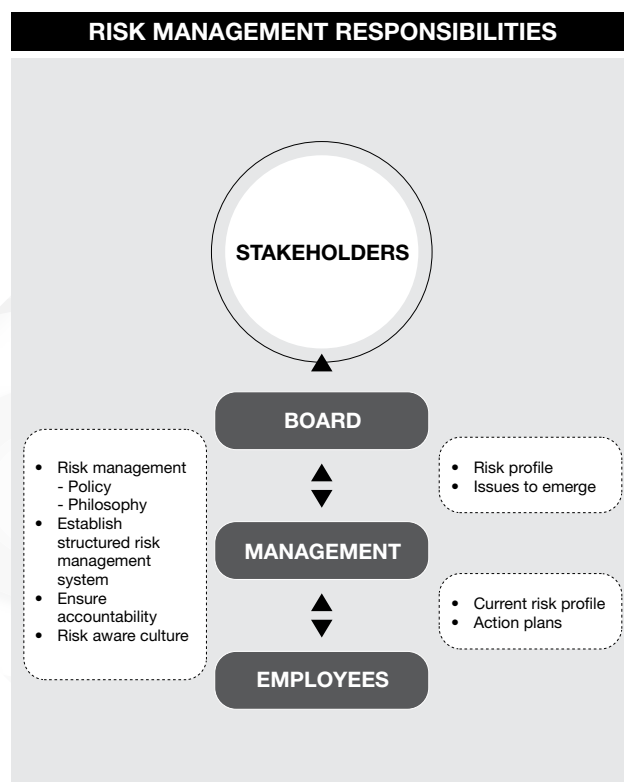 RISK MANAGEMENT RESPONSIBILITIES
STAKEHOLDERS
BOARD
• Risk management
- Policy
- Philosophy
• Establish
structured risk
management
system
• Ensure
accountability
• Risk aware culture
• Risk profile
• Issues to emerge
MANAGEMENT
• Current risk profile
• Action plans
EMPLOYEES